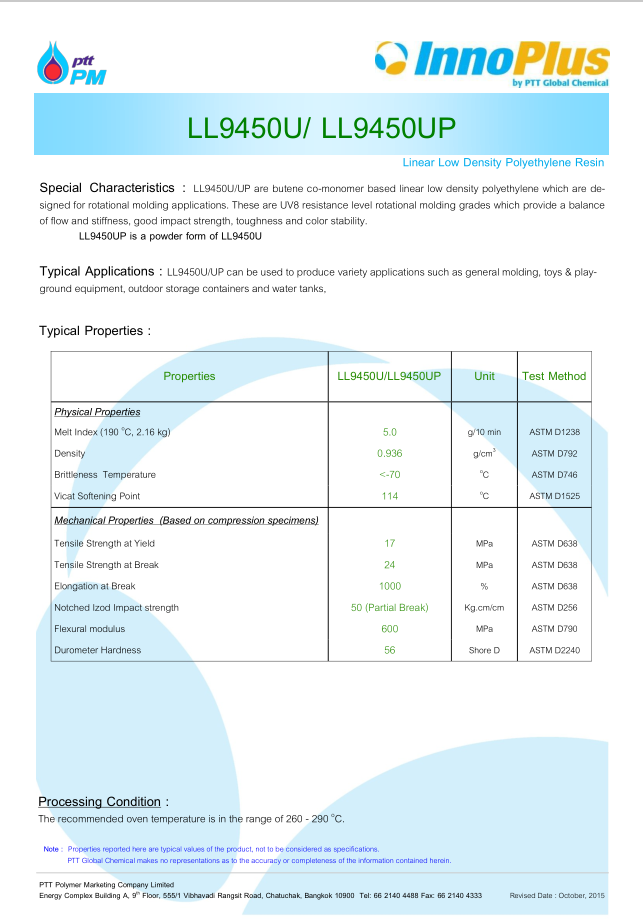 ptt
PM
InnoPlus
by PTT Global Chemical
LL9450U/ LL9450UP
Linear Low Density Polyethylene Resin
Special Characteristics : LL9450U/UP are butene co-monomer based linear low density polyethylene which are de-
signed for rotational molding applications. These are UV8 resistance level rotational molding grades which provide a balance
of flow and stiffness, good impact strength, toughness and color stability.
LL9450UP is a powder form of LL9450U
Typical Applications : LL9450U/UP can be used to produce variety applications such as general molding, toys & play-
ground equipment, outdoor storage containers and water tanks,
Typical Properties :
Properties LL9450U/LL9450UP Unit Test Method
Physical Properties
Melt Index (190 °C, 2.16 kg) 5.0 g/10 min ASTM D1238
Density 0.936 g/cm³ ASTM D792
Brittleness Temperature <-70 °C ASTM D746
Vicat Softening Point 114 °C ASTM D1525
Mechanical Properties (Based on compression specimens)
Tensile Strength at Yield 17 MPa ASTM D638
Tensile Strength at Break 24 MPa ASTM D638
Elongation at Break 1000 % ASTM D638
Notched Izod Impact strength 50 (Partial Break) Kg.cm/cm ASTM D256
Flexural modulus 600 MPa ASTM D790
Durometer Hardness 56 Shore D ASTM D2240
Processing Condition :
The recommended oven temperature is in the range of 260 - 290 °C.
Note : Properties reported here are typical values of the product, not to be considered as specifications.
PTT Global Chemical makes no representations as to the accuracy or completeness of the information contained herein.
PTT Polymer Marketing Company Limited
Energy Complex Building A, 9th Floor, 555/1 Vibhavadi Rangsit Road, Chatuchak, Bangkok 10900 Tel: 66 2140 4488 Fax: 66 2140 4333 Revised Date : October, 2015